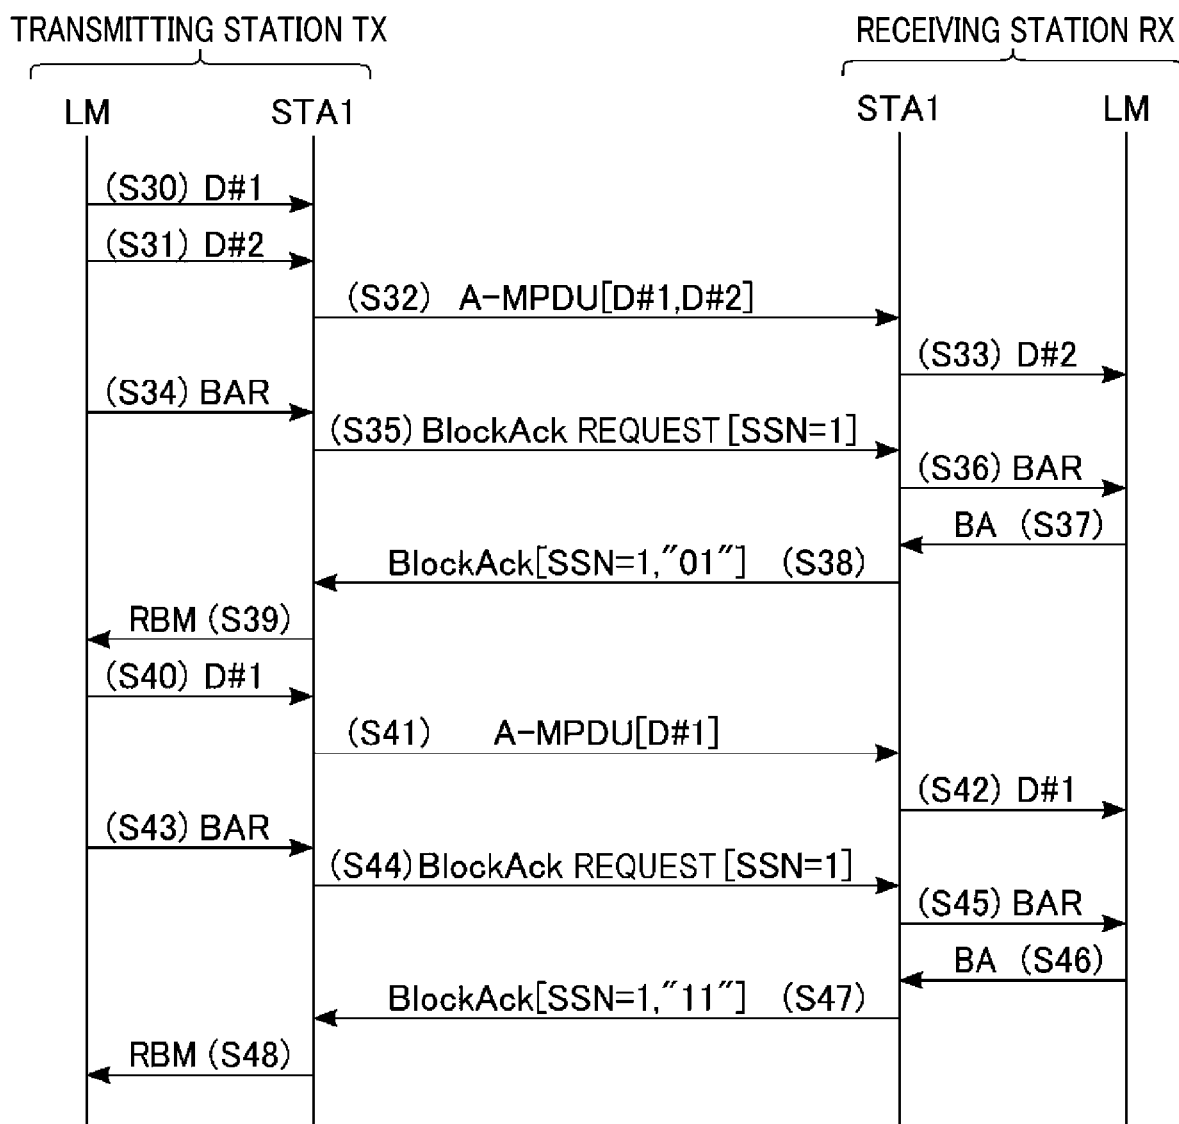 TRANSMITTING STATION TX
RECEIVING STATION RX
LM
STA1
STA1
LM
(S30) D#1
(S31) D#2
(S32) A-MPDU[D#1,D#2]
(S33) D#2
(S34) BAR
(S35) BlockAck REQUEST [SSN=1]
(S36) BAR
BA (S37)
BlockAck[SSN=1,"01"] (S38)
RBM (S39)
(S40) D#1
(S41) A-MPDU[D#1]
(S42) D#1
(S43) BAR
(S44) BlockAck REQUEST [SSN=1]
(S45) BAR
BA (S46)
BlockAck[SSN=1,"11"] (S47)
RBM (S48)